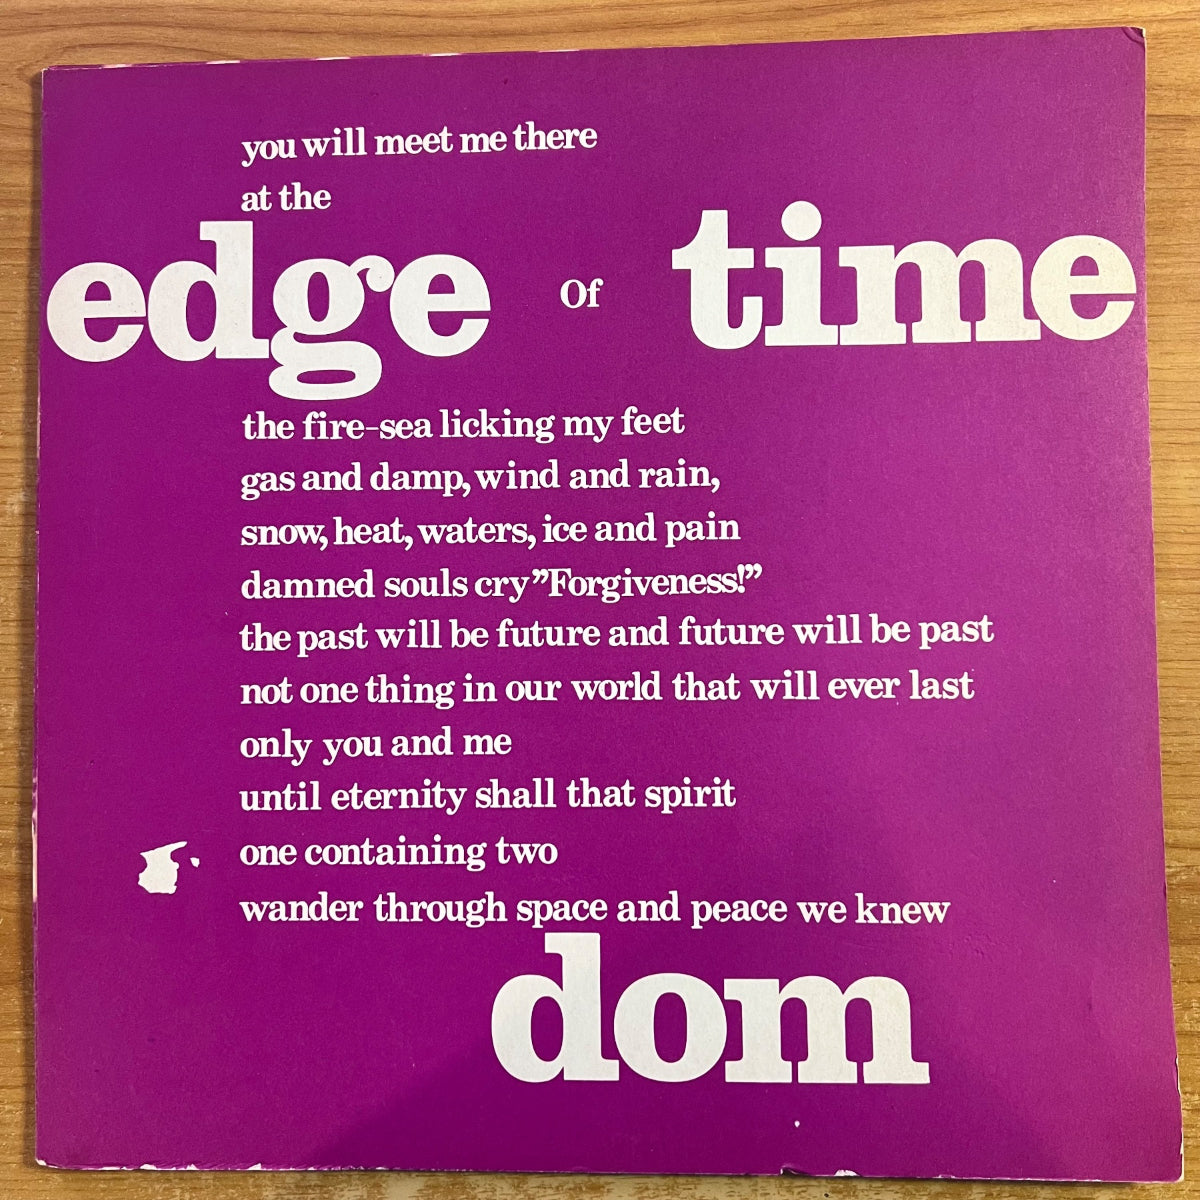 you will meet me there
at the
edge Of time
the fire-sea licking my feet
gas and damp, wind and rain,
snow, heat, waters, ice and pain
damned souls cry ”Forgiveness!”
the past will be future and future will be past
not one thing in our world that will ever last
only you and me
until eternity shall that spirit
one containing two
wander through space and peace we knew
dom